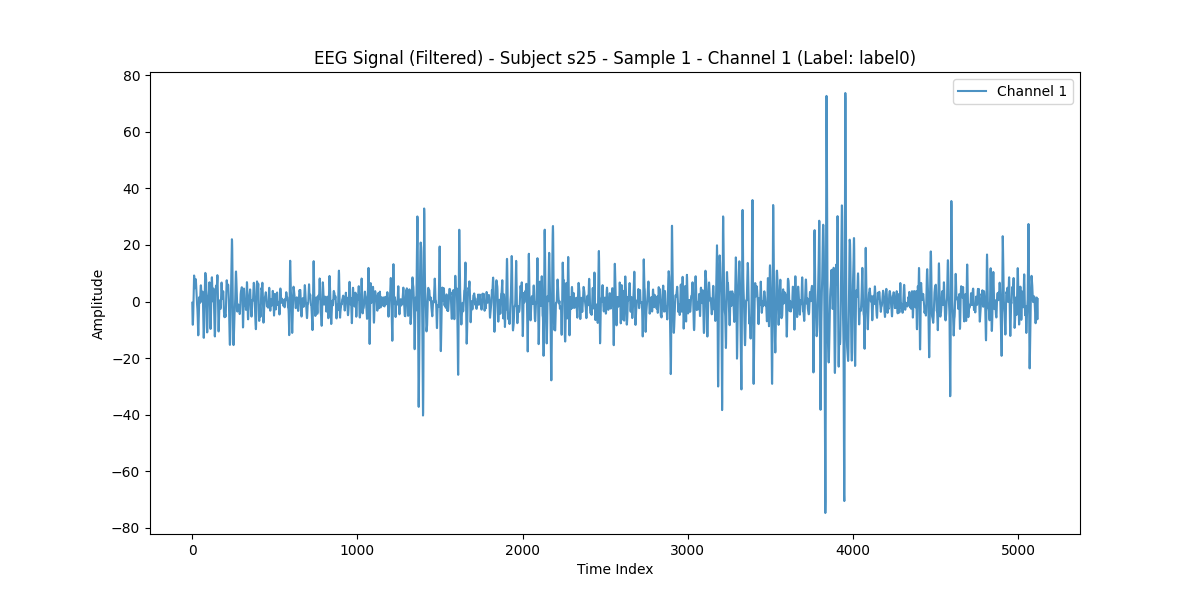 EEG Signal (Filtered) - Subject s25 - Sample 1 - Channel 1 (Label: label0)
Channel 1
80
60
40
20
0
−20
−40
−60
−80
Amplitude
0 1000 2000 3000 4000 5000
Time Index